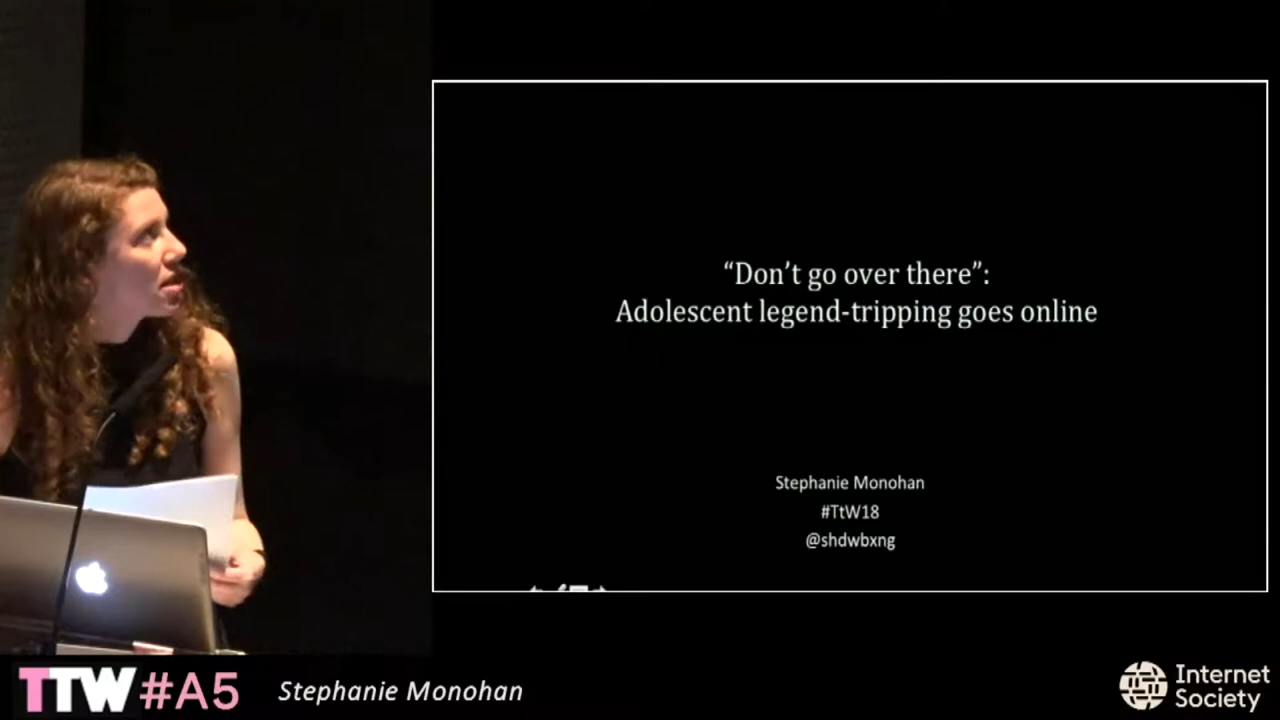 “Don’t go over there”:
Adolescent legend-tripping goes online
Stephanie Monohan
#TtW18
@shdwbxng
TTW#A5
Stephanie Monohan
Internet
Society